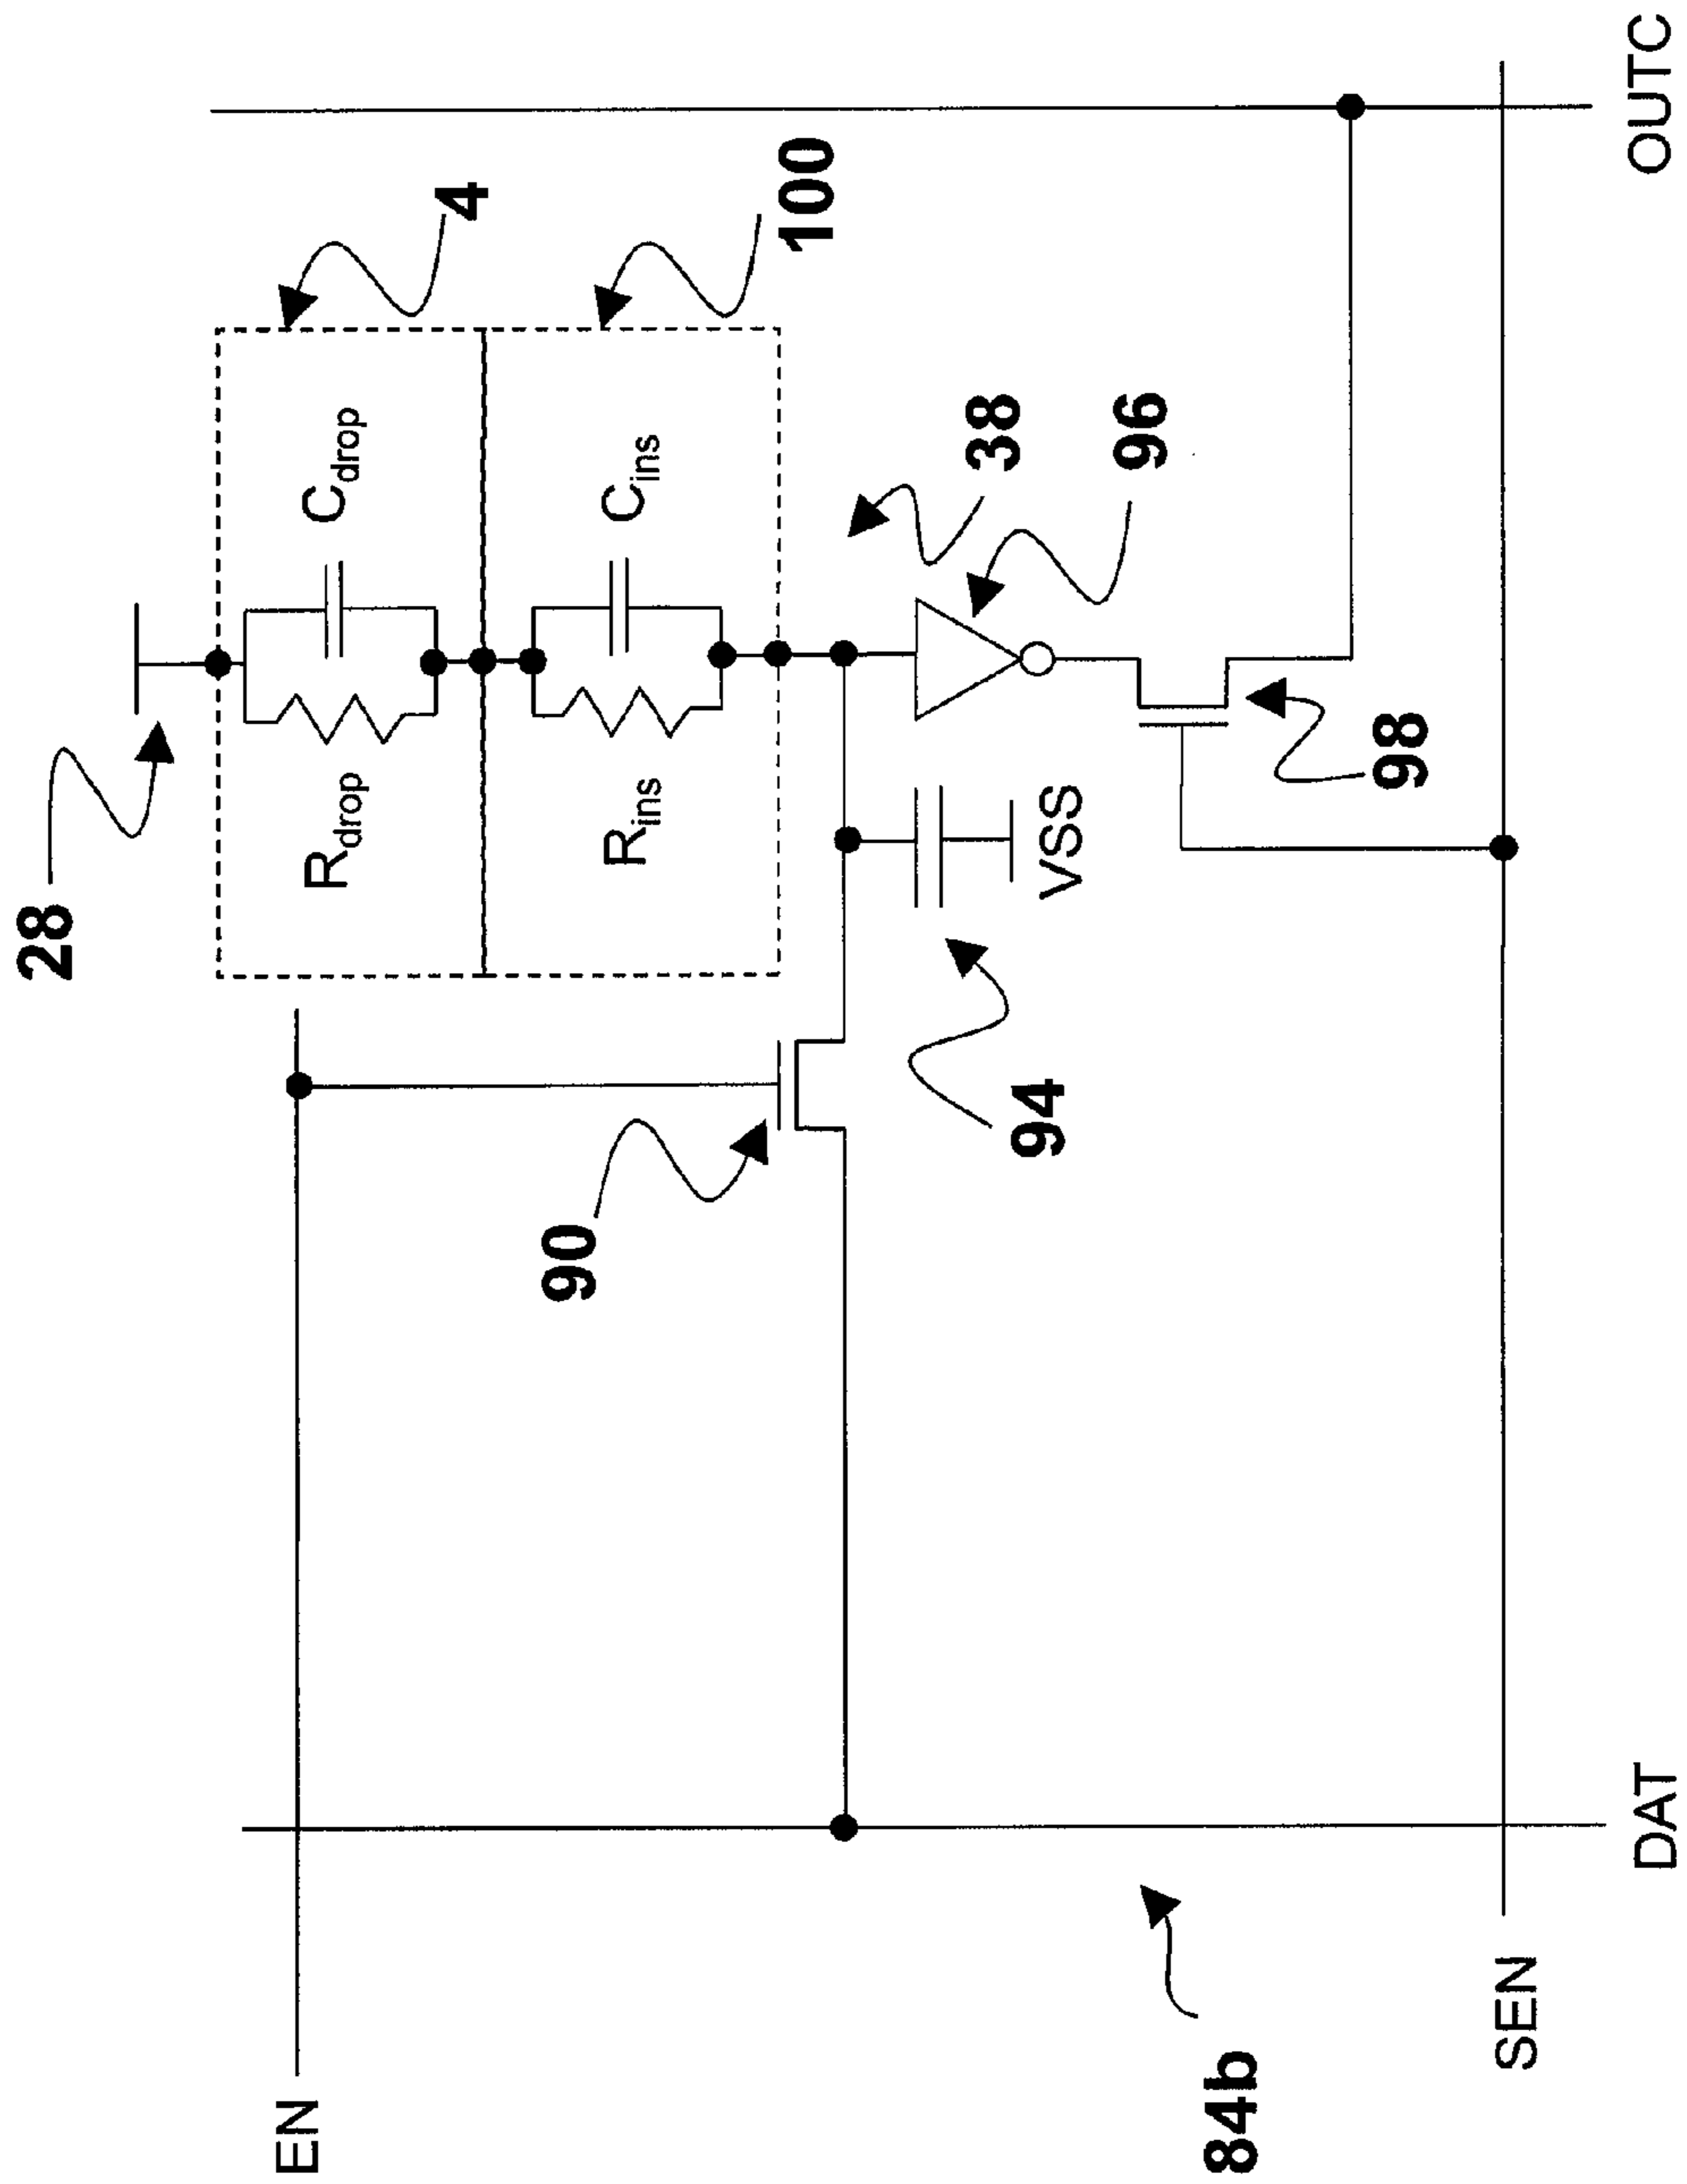 28
4
R_drop
C_drop
100
R_ins
C_ins
EN
90
38
94
VSS
96
98
84b
SEN
DAT
OUTC